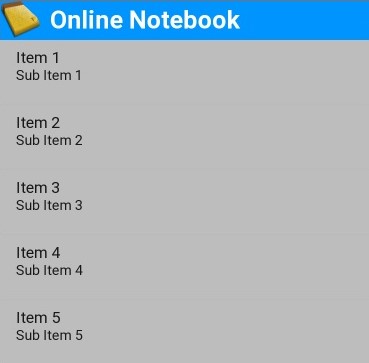 Online Notebook
Item 1
Sub Item 1
Item 2
Sub Item 2
Item 3
Sub Item 3
Item 4
Sub Item 4
Item 5
Sub Item 5